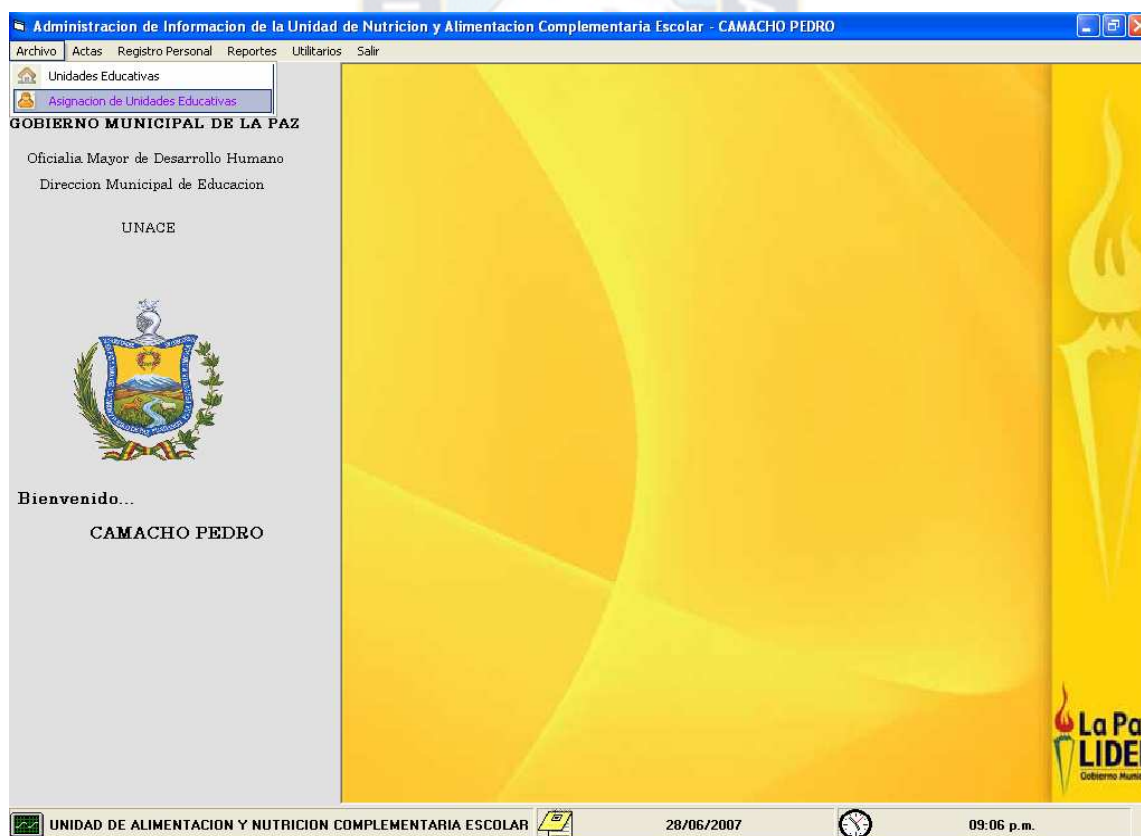 Administracion de Informacion de la Unidad de Nutricion y Alimentacion Complementaria Escolar - CAMACHO PEDRO
Archivo Actas Registro Personal Reportes Utilitarios Salir
Unidades Educativas
Asignacion de Unidades Educativas
GOBIERNO MUNICIPAL DE LA PAZ
Oficialia Mayor de Desarrollo Humano
Direccion Municipal de Educacion
UNACE
Bienvenido...
CAMACHO PEDRO
La Pa
LIDE
Gobierno Munic
UNIDAD DE ALIMENTACION Y NUTRICION COMPLEMENTARIA ESCOLAR 28/06/2007 09:06 p.m.